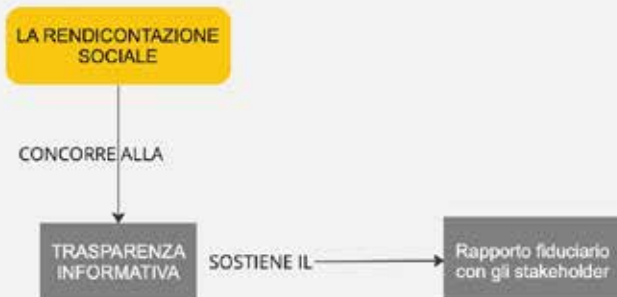 LA RENDICONTAZIONE
SOCIALE
CONCORRE ALLA
TRASPARENZA
INFORMATIVA
SOSTIENE IL
Rapporto fiduciario
con gli stakeholder